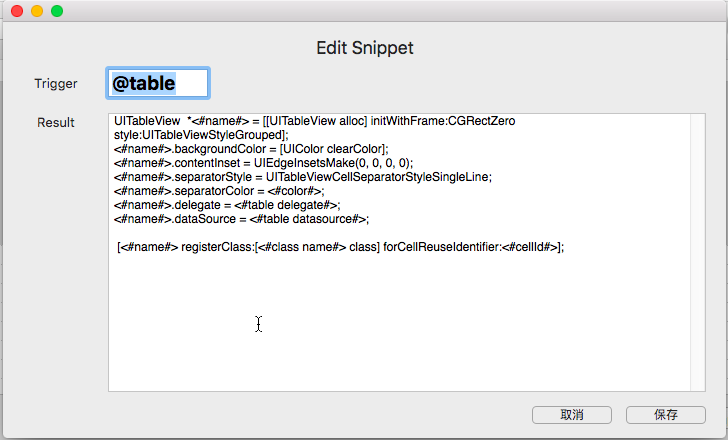 Edit Snippet
Trigger
@table
Result
UITableView  *<#name#> = [[UITableView alloc] initWithFrame:CGRectZero
style:UITableViewStyleGrouped];
<#name#>.backgroundColor = [UIColor clearColor];
<#name#>.contentInset = UIEdgeInsetsMake(0, 0, 0, 0);
<#name#>.separatorStyle = UITableViewCellSeparatorStyleSingleLine;
<#name#>.separatorColor = <#color#>;
<#name#>.delegate = <#table delegate#>;
<#name#>.dataSource = <#table datasource#>;
[<#name#> registerClass:[<#class name#> class] forCellReuseIdentifier:<#cellId#>];
取消
保存